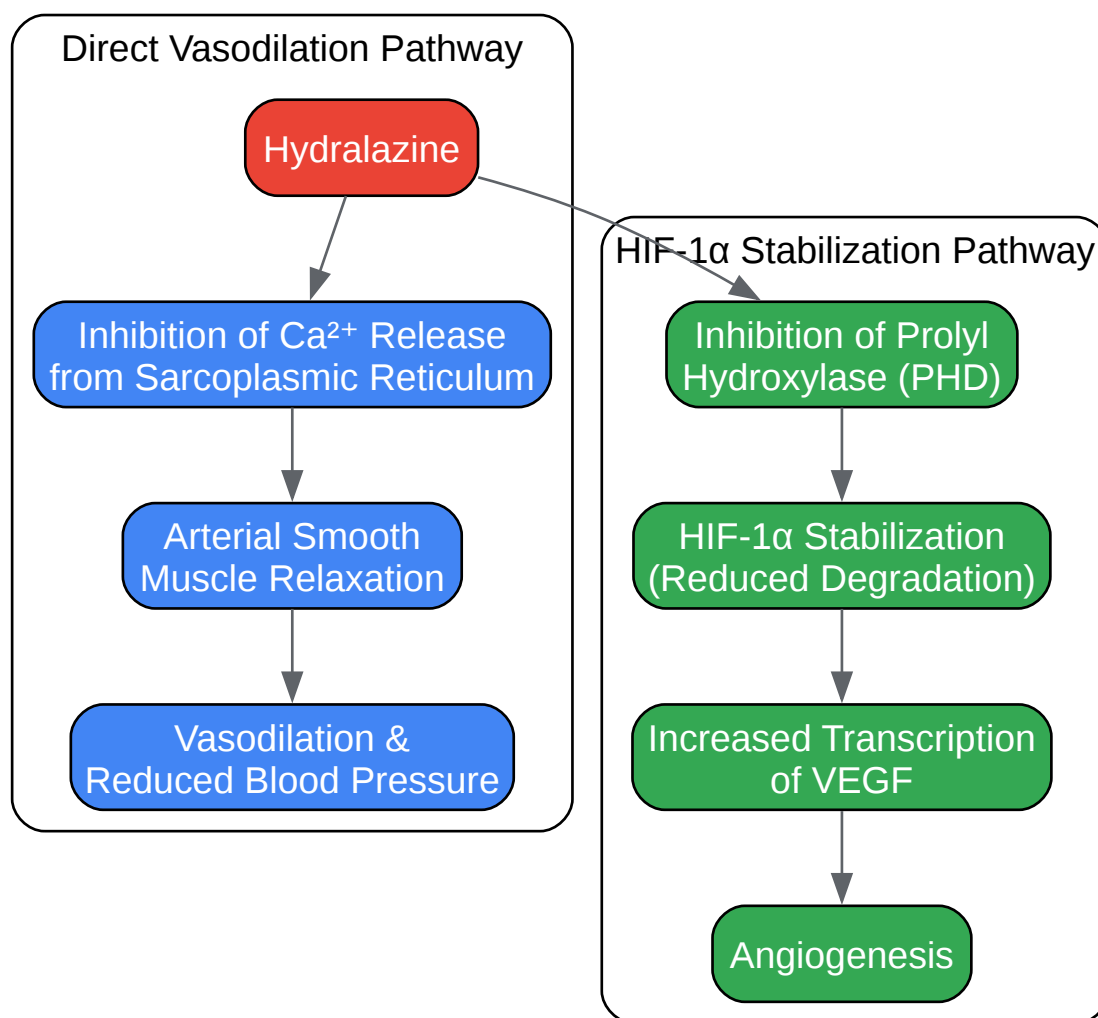 Direct Vasodilation Pathway
Hydralazine
Inhibition of Ca²⁺ Release
from Sarcoplasmic Reticulum
Arterial Smooth
Muscle Relaxation
Vasodilation &
Reduced Blood Pressure
HIF-1α Stabilization Pathway
Inhibition of Prolyl
Hydroxylase (PHD)
HIF-1α Stabilization
(Reduced Degradation)
Increased Transcription
of VEGF
Angiogenesis